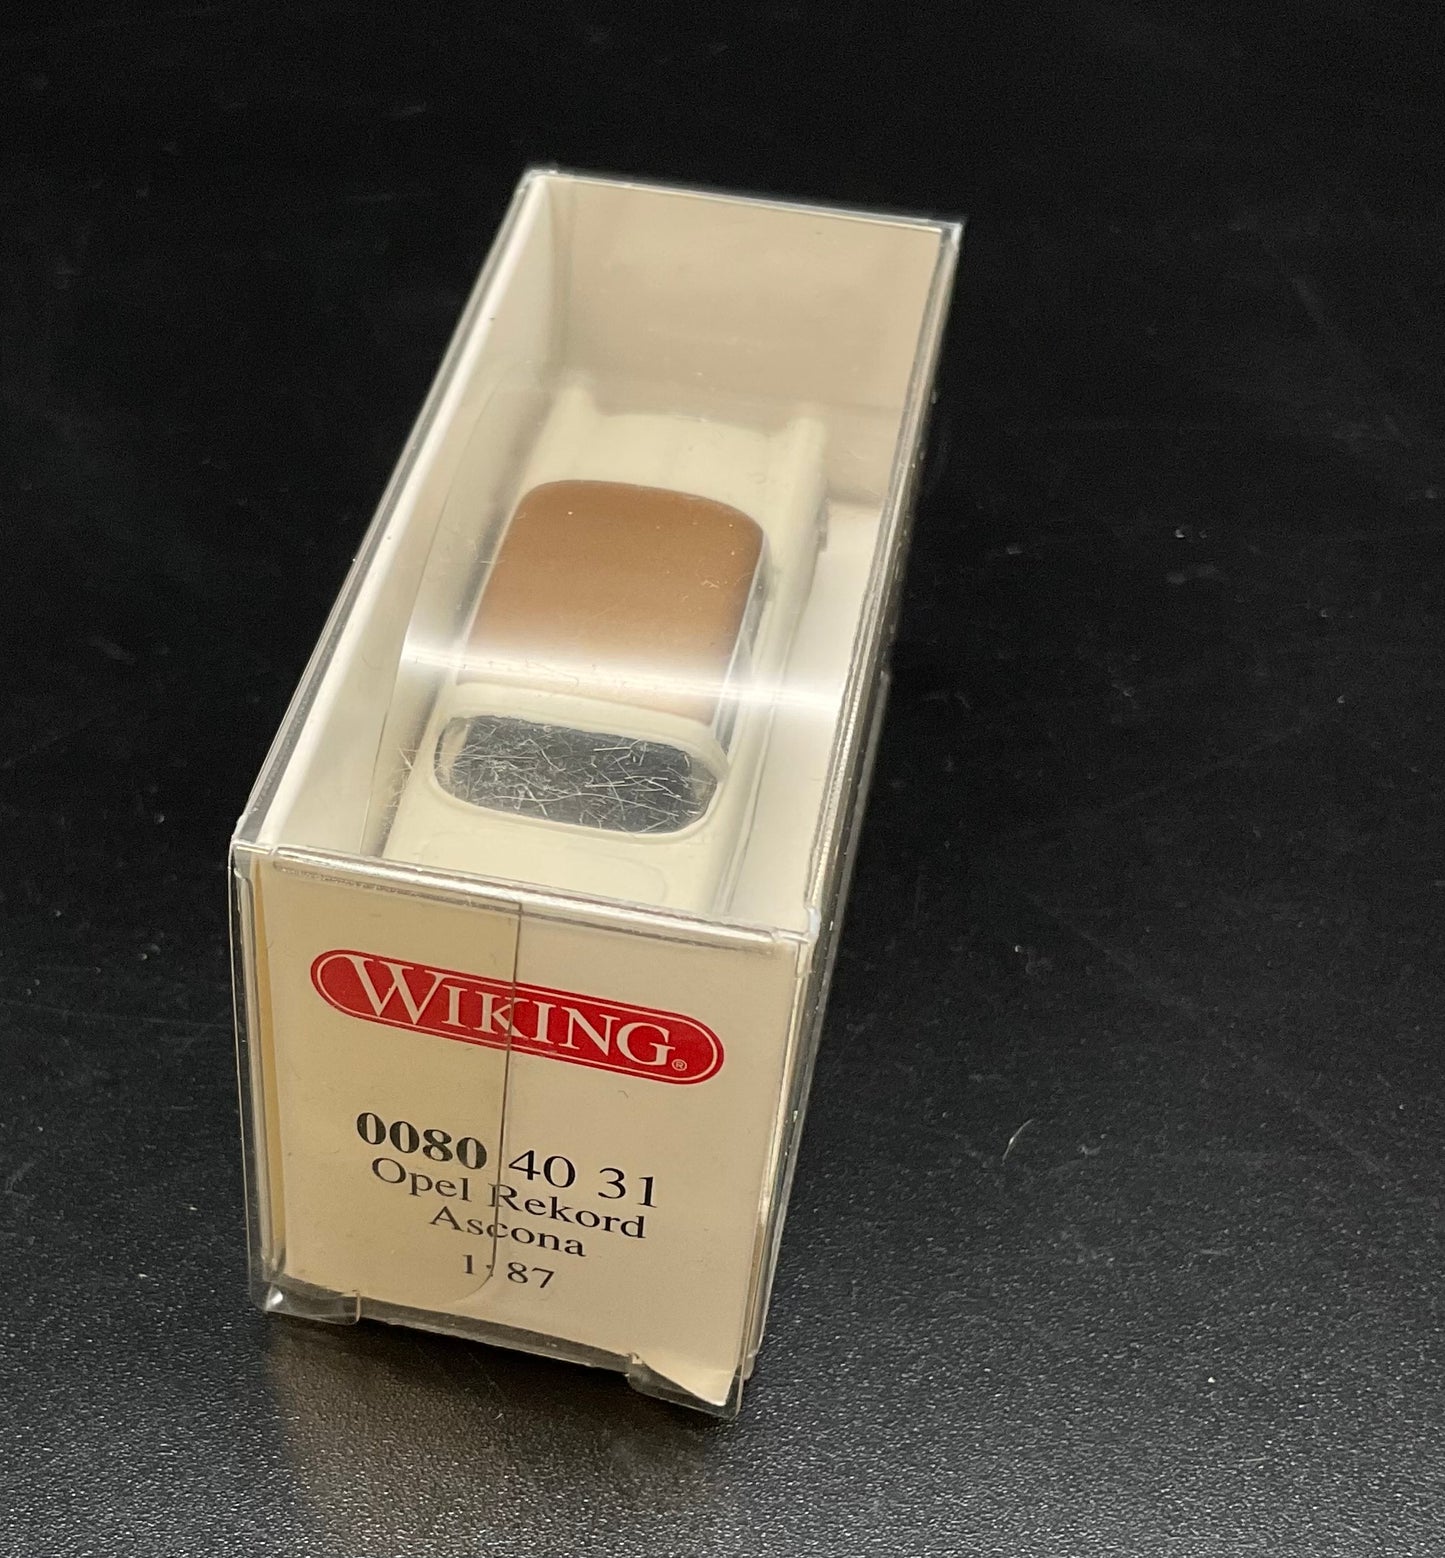 WIKING®
0080 40 31
Opel Rekord
Ascona
1:87